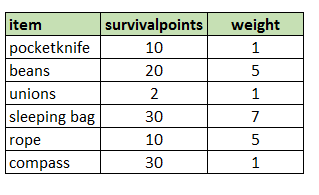 item survivalpoints weight
pocketknife 10 1
beans 20 5
unions 2 1
sleeping bag 30 7
rope 10 5
compass 30 1